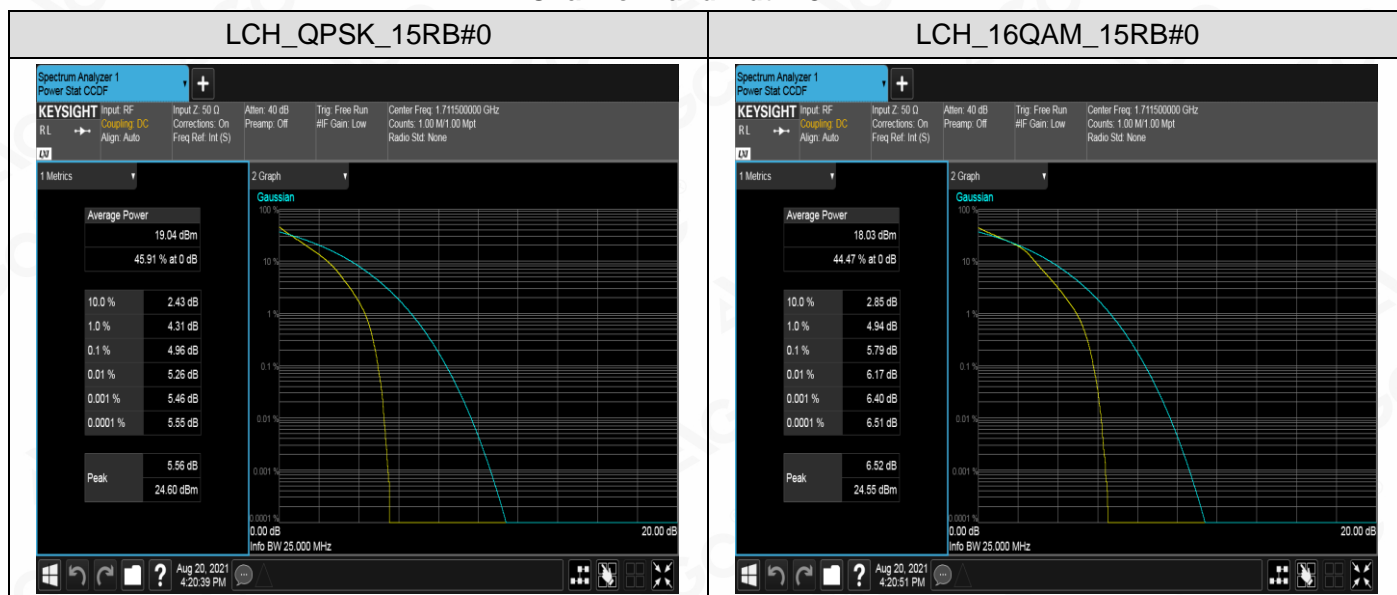 LCH_QPSK_15RB#0
LCH_16QAM_15RB#0
Spectrum Analyzer 1
Power Stat CCDF
+
KEYSIGHT
RL
LXI
Input: RF
Coupling: DC
Align: Auto
Input Z: 50 Ω
Corrections: On
Freq Ref: Int (S)
Atten: 40 dB
Preamp: Off
Trig: Free Run
#IF Gain: Low
Center Freq: 1.711500000 GHz
Counts: 1.00 M/1.00 Mpt
Radio Std: None
1 Metrics
Average Power
19.04 dBm
45.91 % at 0 dB
10.0 % 2.43 dB
1.0 % 4.31 dB
0.1 % 4.96 dB
0.01 % 5.26 dB
0.001 % 5.46 dB
0.0001 % 5.55 dB
Peak
5.56 dB
24.60 dBm
2 Graph
Gaussian
100 %
10 %
1 %
0.1 %
0.01 %
0.001 %
0.0001 %
0.00 dB 20.00 dB
Info BW 25.000 MHz
?
Aug 20, 2021
4:20:39 PM
Spectrum Analyzer 1
Power Stat CCDF
+
KEYSIGHT
RL
LXI
Input: RF
Coupling: DC
Align: Auto
Input Z: 50 Ω
Corrections: On
Freq Ref: Int (S)
Atten: 40 dB
Preamp: Off
Trig: Free Run
#IF Gain: Low
Center Freq: 1.711500000 GHz
Counts: 1.00 M/1.00 Mpt
Radio Std: None
1 Metrics
Average Power
18.03 dBm
44.47 % at 0 dB
10.0 % 2.85 dB
1.0 % 4.94 dB
0.1 % 5.79 dB
0.01 % 6.17 dB
0.001 % 6.40 dB
0.0001 % 6.51 dB
Peak
6.52 dB
24.55 dBm
2 Graph
Gaussian
100 %
10 %
1 %
0.1 %
0.01 %
0.001 %
0.0001 %
0.00 dB 20.00 dB
Info BW 25.000 MHz
?
Aug 20, 2021
4:20:51 PM